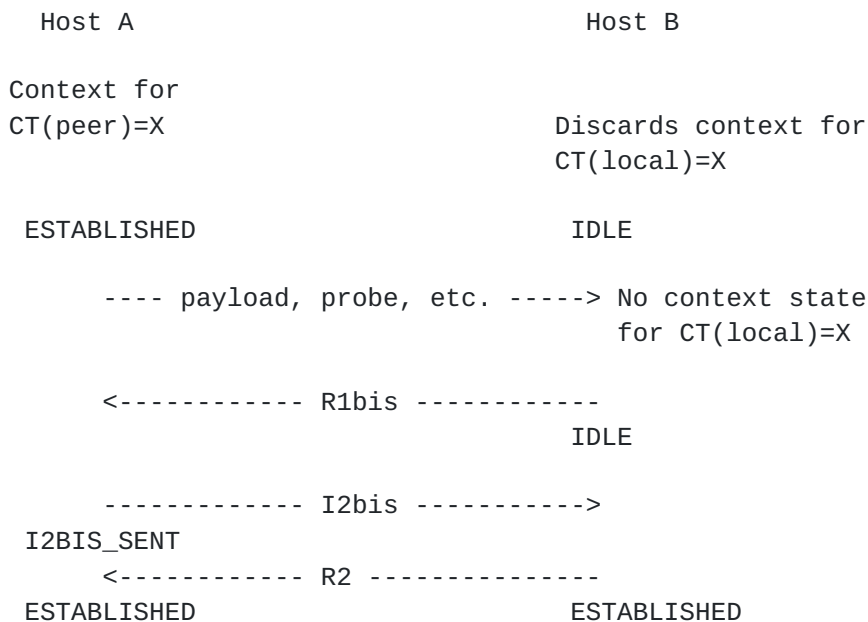 Host A                              Host B
Context for
CT(peer)=X                         Discards context for
CT(local)=X
ESTABLISHED                         IDLE
---- payload, probe, etc. -----> No context state
for CT(local)=X
<------------ R1bis ------------
IDLE
------------- I2bis ----------->
I2BIS_SENT
<------------ R2 ---------------
ESTABLISHED                         ESTABLISHED